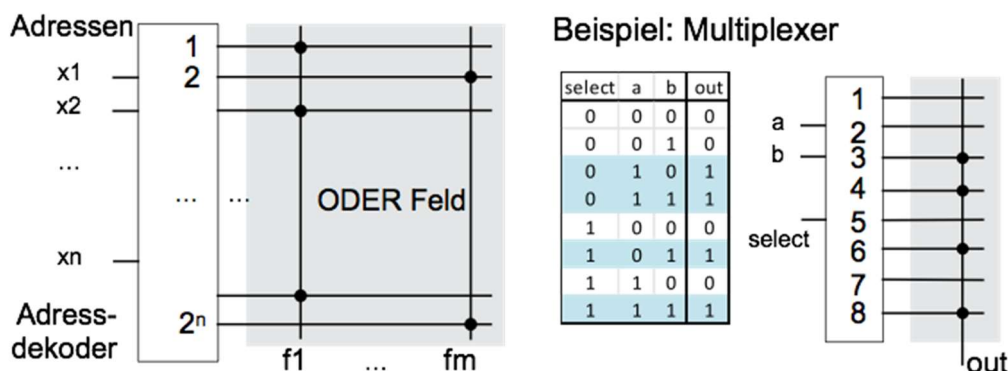 Adressen
x1
x2
...
xn
Adress-
dekoder
1
2
... ...
2ⁿ
ODER Feld
f1 ... fm
Beispiel: Multiplexer
select a b out
0 0 0 0
0 0 1 0
0 1 0 1
0 1 1 1
1 0 0 0
1 0 1 1
1 1 0 0
1 1 1 1
a
b
select
1
2
3
4
5
6
7
8
out